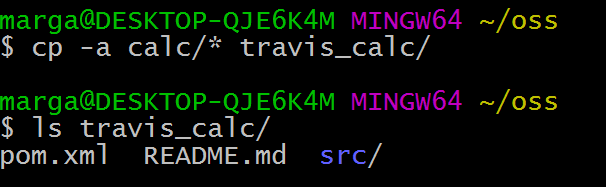 marga@DESKTOP-QJE6K4M MINGW64 ~/oss
$ cp -a calc/* travis_calc/
marga@DESKTOP-QJE6K4M MINGW64 ~/oss
$ ls travis_calc/
pom.xml  README.md  src/